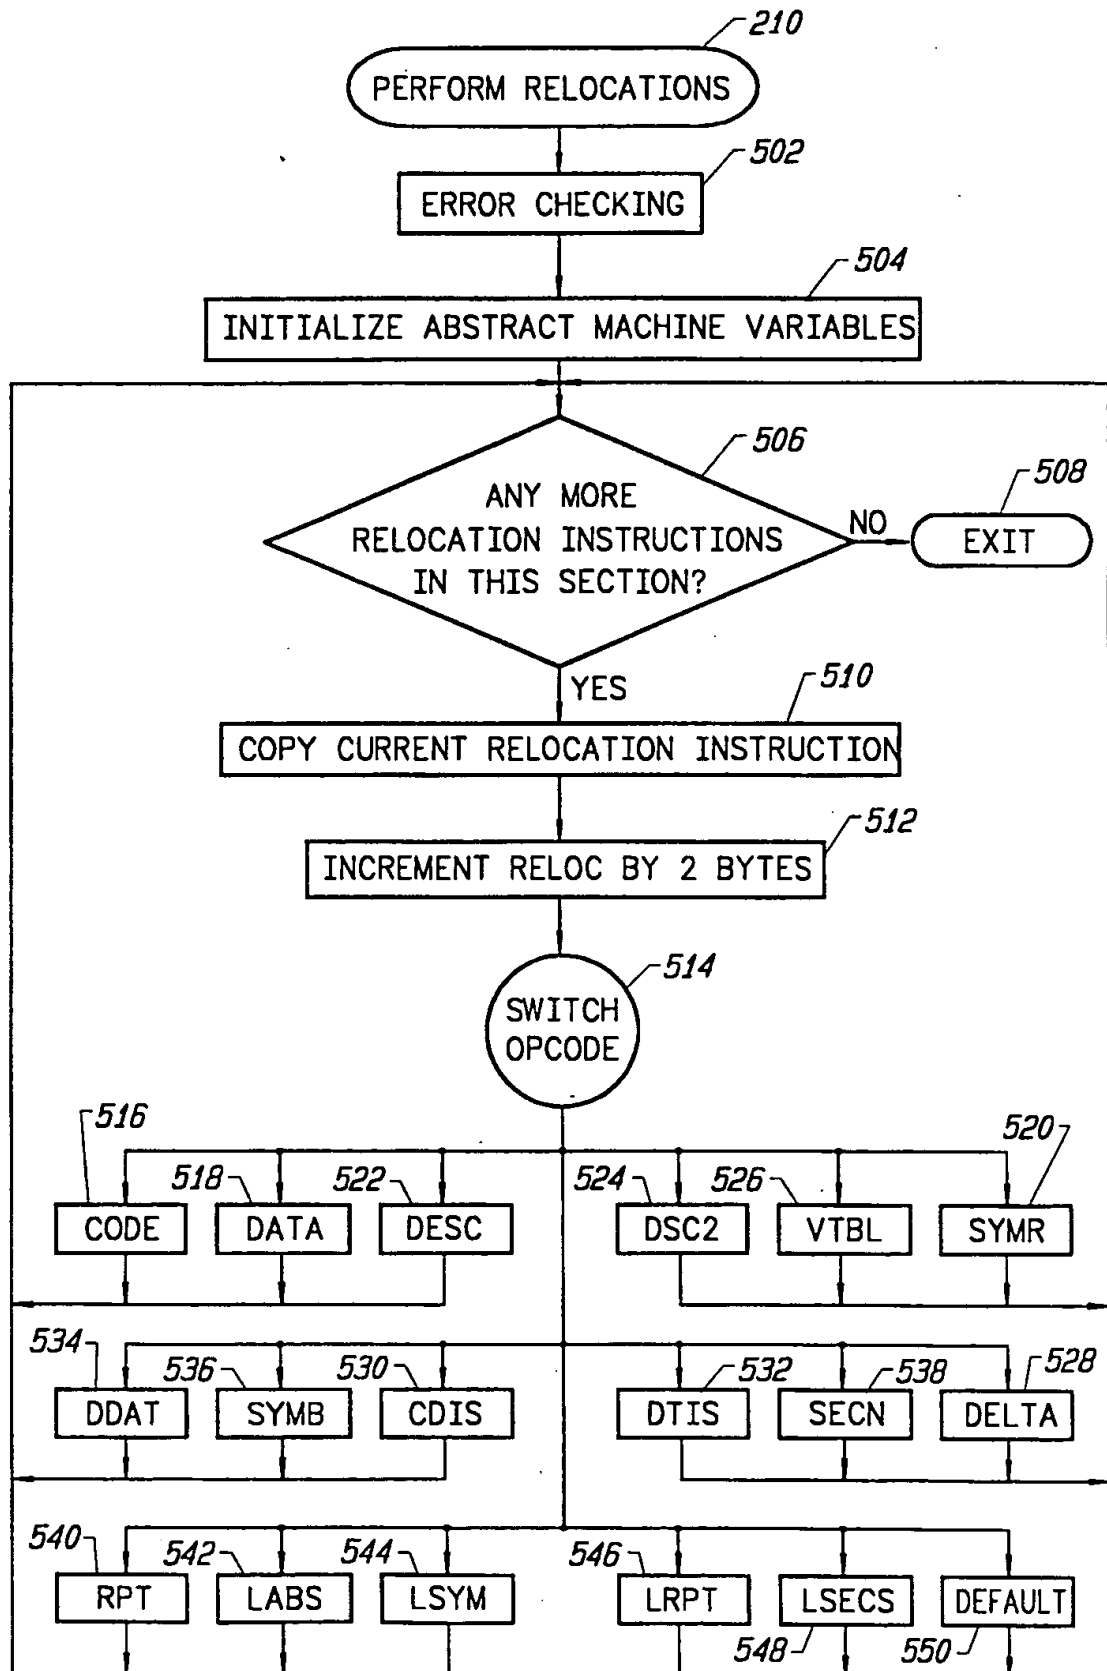 210
PERFORM RELOCATIONS
502
ERROR CHECKING
504
INITIALIZE ABSTRACT MACHINE VARIABLES
506
ANY MORE
RELOCATION INSTRUCTIONS
IN THIS SECTION?
NO
508
EXIT
YES
510
COPY CURRENT RELOCATION INSTRUCTION
512
INCREMENT RELOC BY 2 BYTES
514
SWITCH
OPCODE
516 518 522 524 526 520
CODE DATA DESC DSC2 VTBL SYMR
534 536 530 532 538 528
DDAT SYMB CDIS DTIS SECN DELTA
540 542 544 546
RPT LABS LSYM LRPT LSECS DEFAULT
548 550